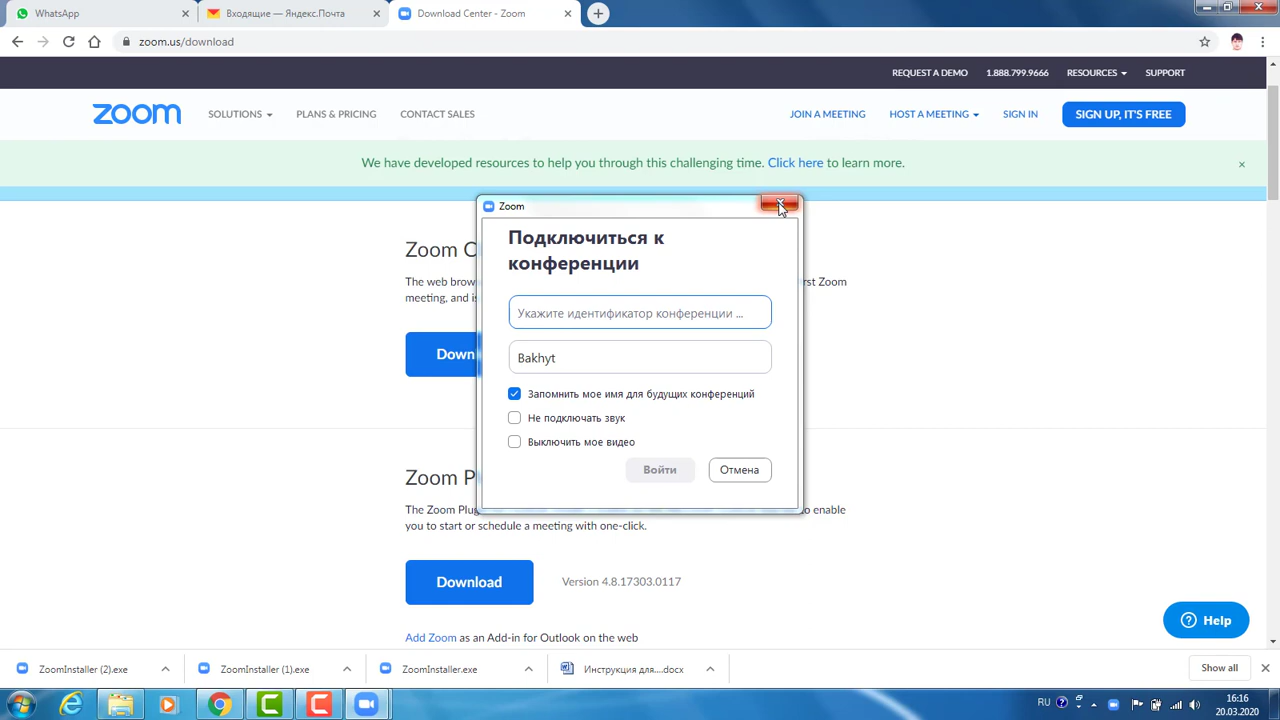 WhatsApp
Входящие — Яндекс.Почта
Download Center - Zoom
zoom.us/download
REQUEST A DEMO 1.888.799.9666 RESOURCES SUPPORT
zoom SOLUTIONS PLANS & PRICING CONTACT SALES JOIN A MEETING HOST A MEETING SIGN IN SIGN UP, IT'S FREE
We have developed resources to help you through this challenging time. Click here to learn more.
Zoom
Подключиться к
конференции
Укажите идентификатор конференции ...
Bakhyt
Запомнить мое имя для будущих конференций
Не подключать звук
Выключить мое видео
Войти Отмена
Zoom C
The web brow rst Zoom
meeting, and is
Down
Zoom P
The Zoom Plug to enable
you to start or schedule a meeting with one-click.
Download Version 4.8.17303.0117
Add Zoom as an Add-in for Outlook on the web
Help
ZoomInstaller (2).exe ZoomInstaller (1).exe ZoomInstaller.exe Инструкция для....docx Show all
RU 16:16
20.03.2020